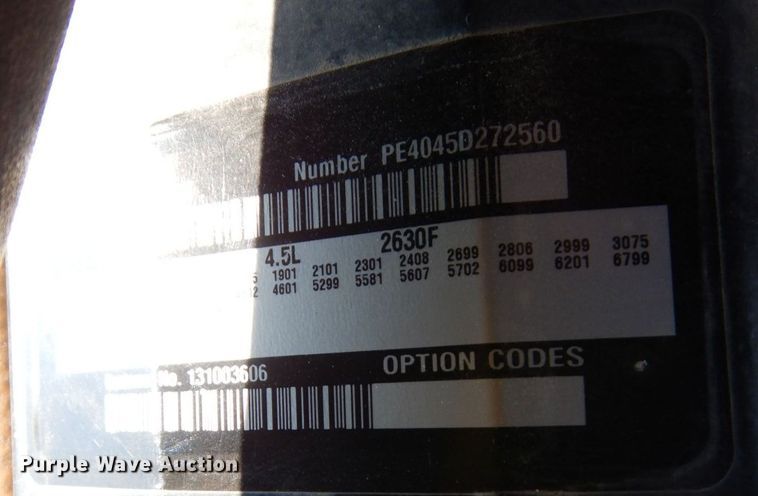 Number PE4045D272560
4.5L 2630F
1901 2101 2301 2408 2699 2806 2999 3075
4601 5299 5581 5607 5702 6099 6201 6799
No. 131003606 OPTION CODES
Purple Wave Auction